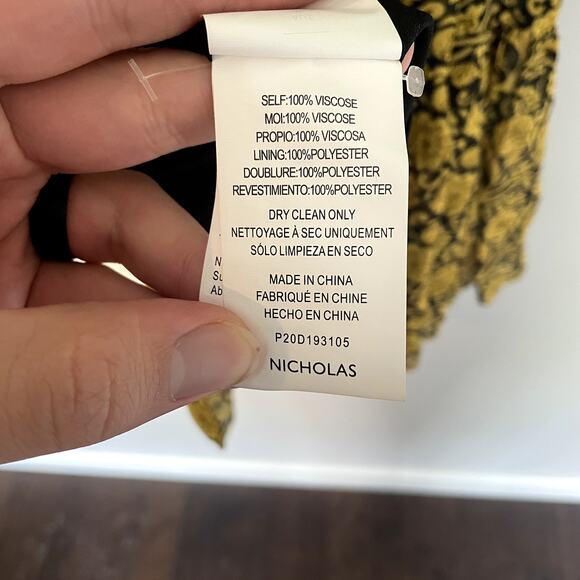 SELF:100% VISCOSE
MOI:100% VISCOSE
PROPIO:100% VISCOSA
LINING:100%POLYESTER
DOUBLURE:100%POLYESTER
REVESTIMIENTO:100%POLYESTER
DRY CLEAN ONLY
NETTOYAGE À SEC UNIQUEMENT
SÓLO LIMPIEZA EN SECO
MADE IN CHINA
FABRIQUÉ EN CHINE
HECHO EN CHINA
P20D193105
NICHOLAS